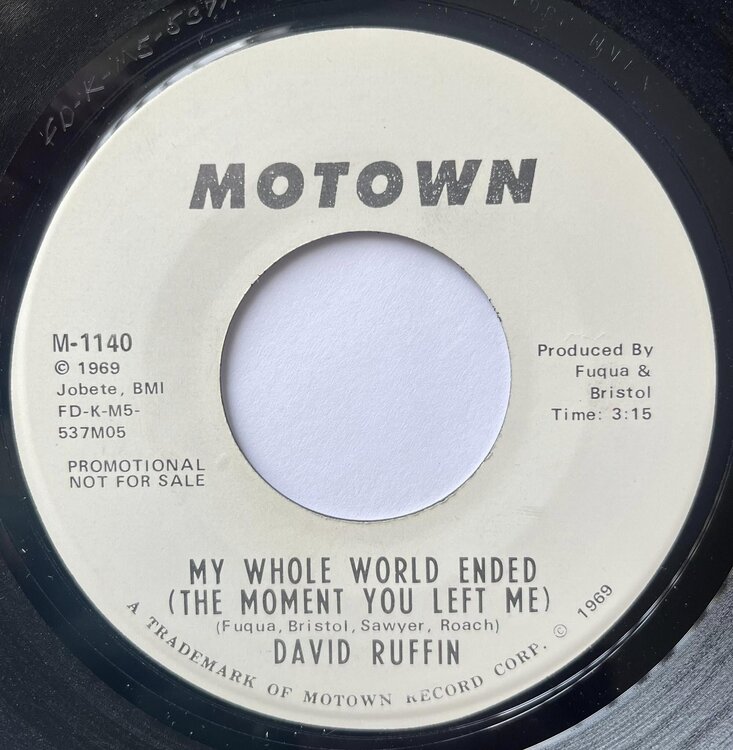 MOTOWN
M-1140
© 1969
Jobete, BMI
FD-K-M5-
537M05
PROMOTIONAL
NOT FOR SALE
Produced By
Fuqua &
Bristol
Time: 3:15
MY WHOLE WORLD ENDED
(THE MOMENT YOU LEFT ME)
(Fuqua, Bristol, Sawyer, Roach)
DAVID RUFFIN
A TRADEMARK OF MOTOWN RECORD CORP. © 1969